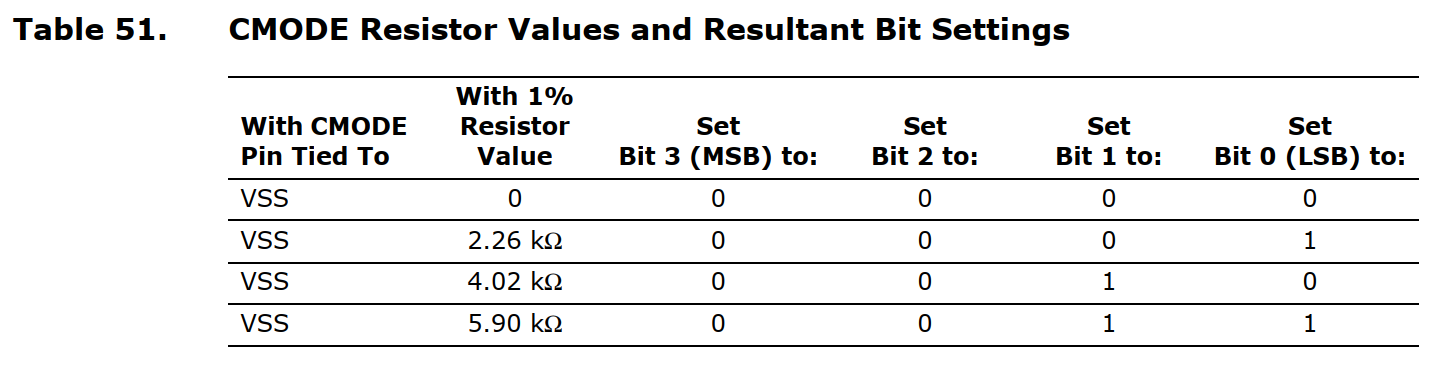 Table 51. CMODE Resistor Values and Resultant Bit Settings
With CMODE Pin Tied To With 1% Resistor Value Set Bit 3 (MSB) to: Set Bit 2 to: Set Bit 1 to: Set Bit 0 (LSB) to:
VSS 0 0 0 0 0
VSS 2.26 kΩ 0 0 0 1
VSS 4.02 kΩ 0 0 1 0
VSS 5.90 kΩ 0 0 1 1